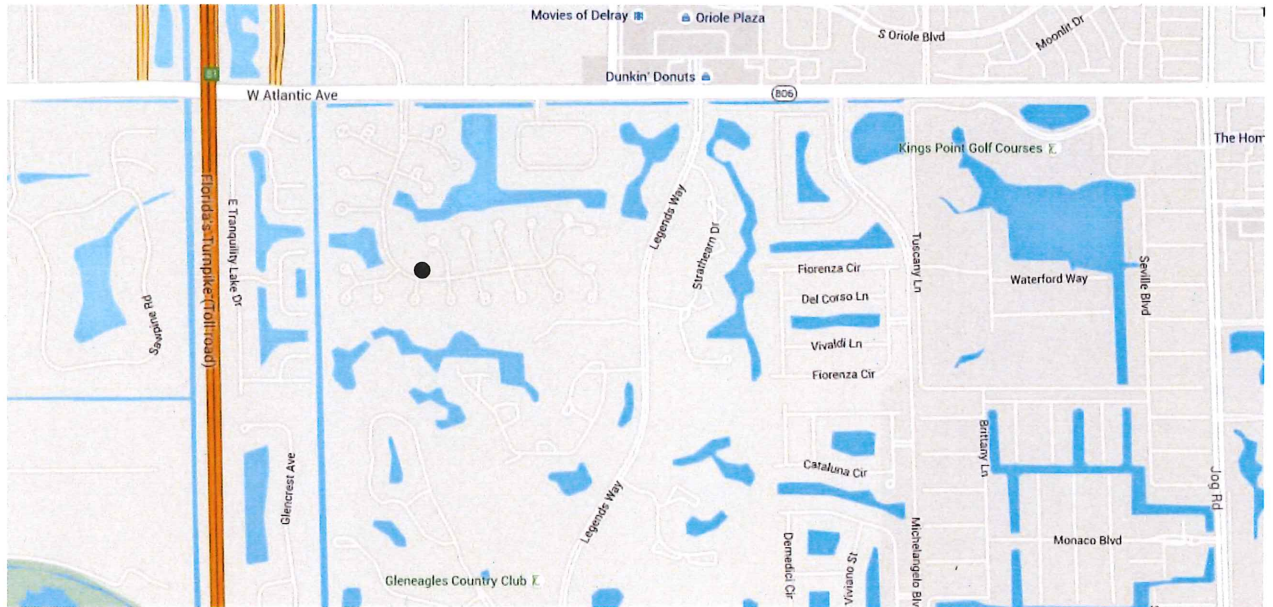 Movies of Delray
Oriole Plaza
S Oriole Blvd
Moonlit Dr
Dunkin' Donuts
W Atlantic Ave
806
Kings Point Golf Courses
The Hom
Florida's Turnpike (Toll road)
E Tranquility Lake Dr
Legends Way
Strathearn Dr
Tuscany Ln
Fiorenza Cir
Waterford Way
Seville Blvd
Del Corso Ln
Sawpine Rd
Vivaldi Ln
Fiorenza Cir
Brittany Ln
Cataluna Cir
Jog Rd
Glencrest Ave
Legends Way
Monaco Blvd
Demedici Cir
Viviano St
Michelangelo Blv
Gleneagles Country Club